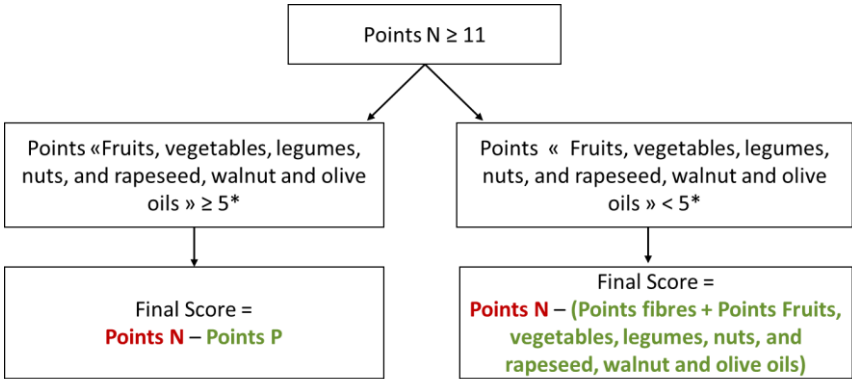 Points N ≥ 11
Points «Fruits, vegetables, legumes,
nuts, and rapeseed, walnut and olive
oils » ≥ 5*
Points « Fruits, vegetables, legumes,
nuts, and rapeseed, walnut and olive
oils » < 5*
Final Score =
Points N – Points P
Final Score =
Points N – (Points fibres + Points Fruits,
vegetables, legumes, nuts, and
rapeseed, walnut and olive oils)